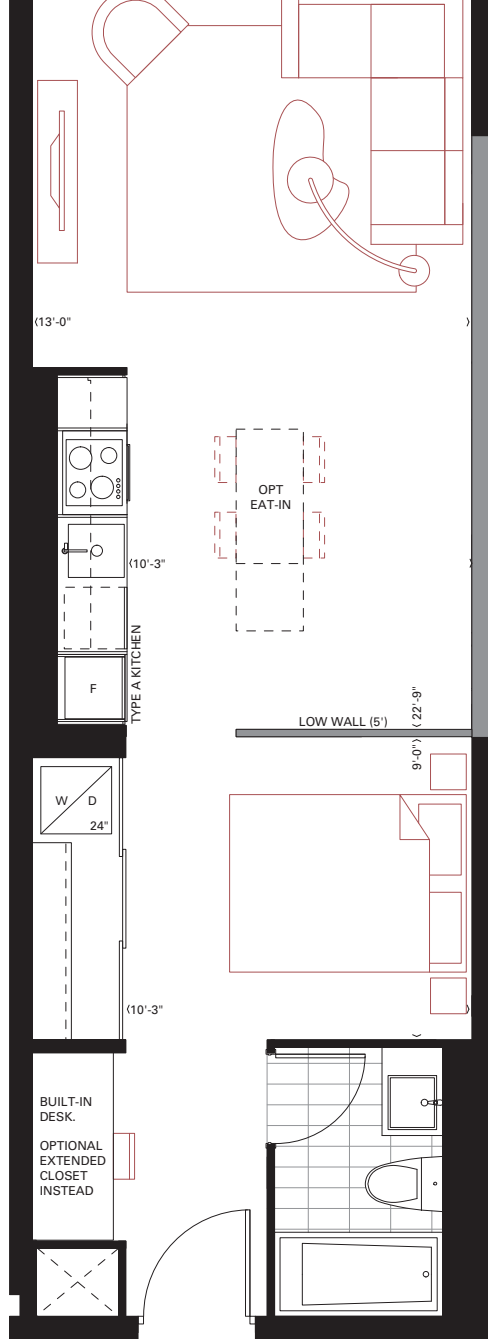 13'-0"
OPT
EAT-IN
10'-3"
F
TYPE A KITCHEN
22'-9"
LOW WALL (5')
9'-0"
W D
24"
10'-3"
BUILT-IN
DESK.
OPTIONAL
EXTENDED
CLOSET
INSTEAD